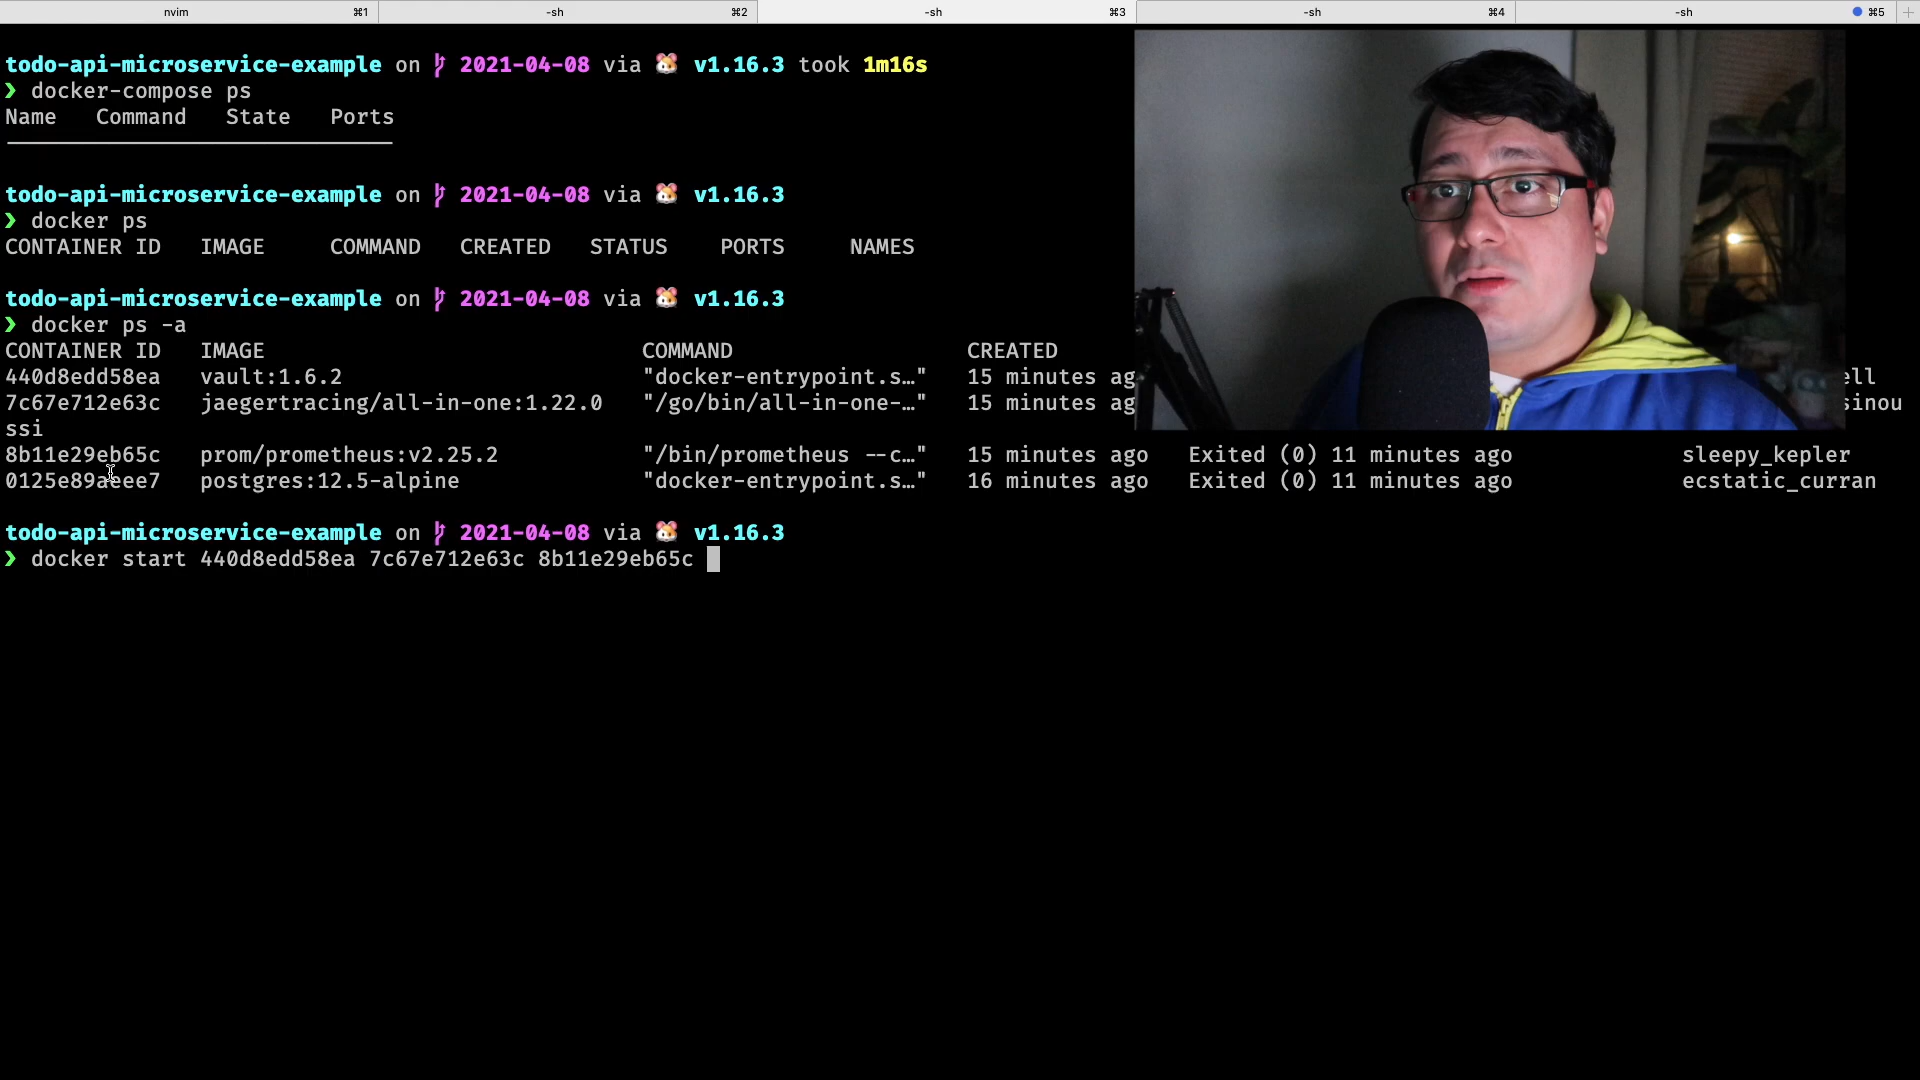 nvim ⌘1 -sh ⌘2 -sh ⌘3 -sh ⌘4 -sh ⌘5
todo-api-microservice-example on 2021-04-08 via 🐹 v1.16.3 took 1m16s
❯ docker-compose ps
Name Command State Ports
todo-api-microservice-example on 2021-04-08 via 🐹 v1.16.3
❯ docker ps
CONTAINER ID IMAGE COMMAND CREATED STATUS PORTS NAMES
todo-api-microservice-example on 2021-04-08 via 🐹 v1.16.3
❯ docker ps -a
CONTAINER ID IMAGE COMMAND CREATED
440d8edd58ea vault:1.6.2 "docker-entrypoint.s…" 15 minutes ag ell
7c67e712e63c jaegertracing/all-in-one:1.22.0 "/go/bin/all-in-one-…" 15 minutes ag sinou
ssi
8b11e29eb65c prom/prometheus:v2.25.2 "/bin/prometheus --c…" 15 minutes ago Exited (0) 11 minutes ago sleepy_kepler
0125e89aeee7 postgres:12.5-alpine "docker-entrypoint.s…" 16 minutes ago Exited (0) 11 minutes ago ecstatic_curran
todo-api-microservice-example on 2021-04-08 via 🐹 v1.16.3
❯ docker start 440d8edd58ea 7c67e712e63c 8b11e29eb65c